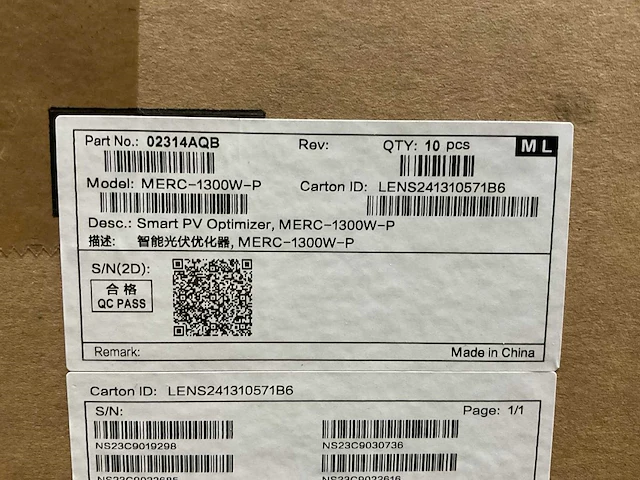 Part No.: 02314AQB Rev: QTY: 10 pcs ML
Model: MERC-1300W-P Carton ID: LENS241310571B6
Desc.: Smart PV Optimizer, MERC-1300W-P
描述: 智能光伏优化器, MERC-1300W-P
S/N(2D):
合格
QC PASS
Remark: Made in China
Carton ID: LENS241310571B6
S/N: Page: 1/1
NS23C9019298 NS23C9030736